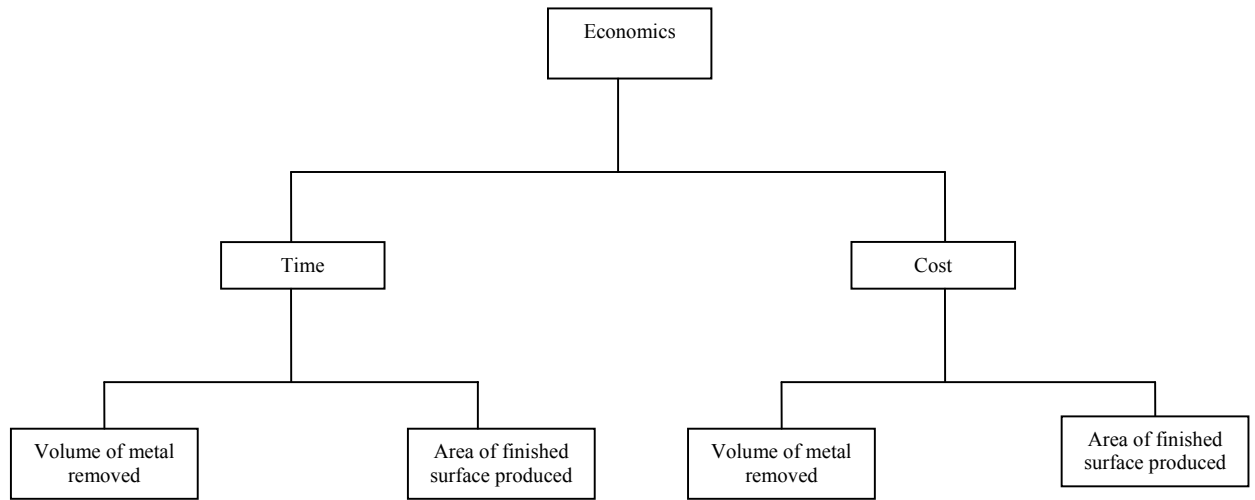 Economics
Time
Cost
Volume of metal
removed
Area of finished
surface produced
Volume of metal
removed
Area of finished
surface produced